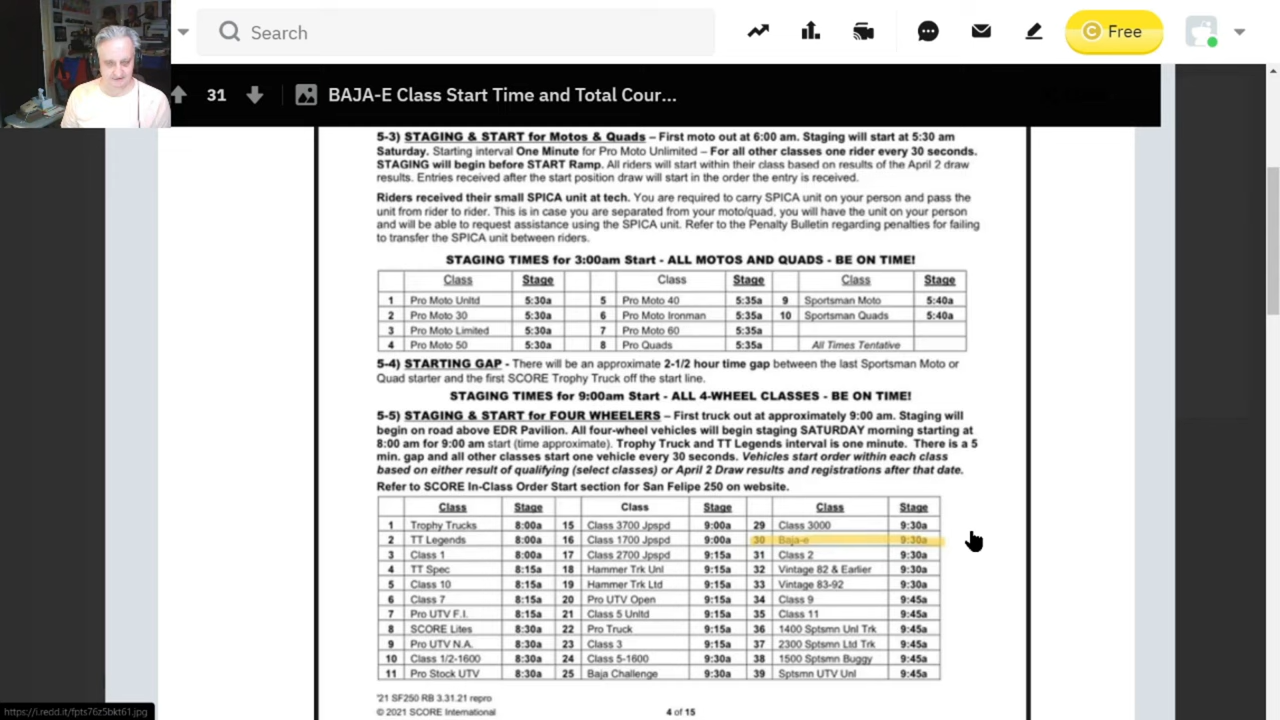 Search
Free
31
BAJA-E Class Start Time and Total Cour...
5-3) STAGING & START for Motos & Quads – First moto out at 6:00 am. Staging will start at 5:30 am
Saturday. Starting interval One Minute for Pro Moto Unlimited – For all other classes one rider every 30 seconds.
STAGING will begin before START Ramp. All riders will start within their class based on results of the April 2 draw
results. Entries received after the start position draw will start in the order the entry is received.
Riders received their small SPICA unit at tech. You are required to carry SPICA unit on your person and pass the
unit from rider to rider. This is in case you are separated from your moto/quad, you will have the unit on your person
and will be able to request assistance using the SPICA unit. Refer to the Penalty Bulletin regarding penalties for failing
to transfer the SPICA unit between riders.
STAGING TIMES for 3:00am Start - ALL MOTOS AND QUADS - BE ON TIME!
Class Stage Class Stage Class Stage
1 Pro Moto Unltd 5:30a 5 Pro Moto 40 5:35a 9 Sportsman Moto 5:40a
2 Pro Moto 30 5:30a 6 Pro Moto Ironman 5:35a 10 Sportsman Quads 5:40a
3 Pro Moto Limited 5:30a 7 Pro Moto 60 5:35a
4 Pro Moto 50 5:30a 8 Pro Quads 5:35a All Times Tentative
5-4) STARTING GAP - There will be an approximate 2-1/2 hour time gap between the last Sportsman Moto or
Quad starter and the first SCORE Trophy Truck off the start line.
STAGING TIMES for 9:00am Start - ALL 4-WHEEL CLASSES - BE ON TIME!
5-5) STAGING & START for FOUR WHEELERS – First truck out at approximately 9:00 am. Staging will
begin on road above EDR Pavilion. All four-wheel vehicles will begin staging SATURDAY morning starting at
8:00 am for 9:00 am start (time approximate). Trophy Truck and TT Legends interval is one minute. There is a 5
min. gap and all other classes start one vehicle every 30 seconds. Vehicles start order within each class
based on either result of qualifying (select classes) or April 2 Draw results and registrations after that date.
Refer to SCORE In-Class Order Start section for San Felipe 250 on website.
Class Stage Class Stage Class Stage
1 Trophy Trucks 8:00a 15 Class 3700 Jpspd 9:00a 29 Class 3000 9:30a
2 TT Legends 8:00a 16 Class 1700 Jpspd 9:00a 30 Baja-e 9:30a
3 Class 1 8:00a 17 Class 2700 Jpspd 9:15a 31 Class 2 9:30a
4 TT Spec 8:15a 18 Hammer Trk Unl 9:15a 32 Vintage 82 & Earlier 9:30a
5 Class 10 8:15a 19 Hammer Trk Ltd 9:15a 33 Vintage 83-92 9:30a
6 Class 7 8:15a 20 Pro UTV Open 9:15a 34 Class 9 9:45a
7 Pro UTV F.I. 8:15a 21 Class 5 Unltd 9:15a 35 Class 11 9:45a
8 SCORE Lites 8:30a 22 Pro Truck 9:15a 36 1400 Sptsmn Unl Trk 9:45a
9 Pro UTV N.A. 8:30a 23 Class 3 9:15a 37 2300 Sptsmn Ltd Trk 9:45a
10 Class 1/2-1600 8:30a 24 Class 5-1600 9:30a 38 1500 Sptsmn Buggy 9:45a
11 Pro Stock UTV 8:30a 25 Baja Challenge 9:30a 39 Sptsmn UTV Unl 9:45a
'21 SF250 RB 3.31.21 repro
© 2021 SCORE International 4 of 15
https://i.redd.it/fpts76z5bkt61.jpg